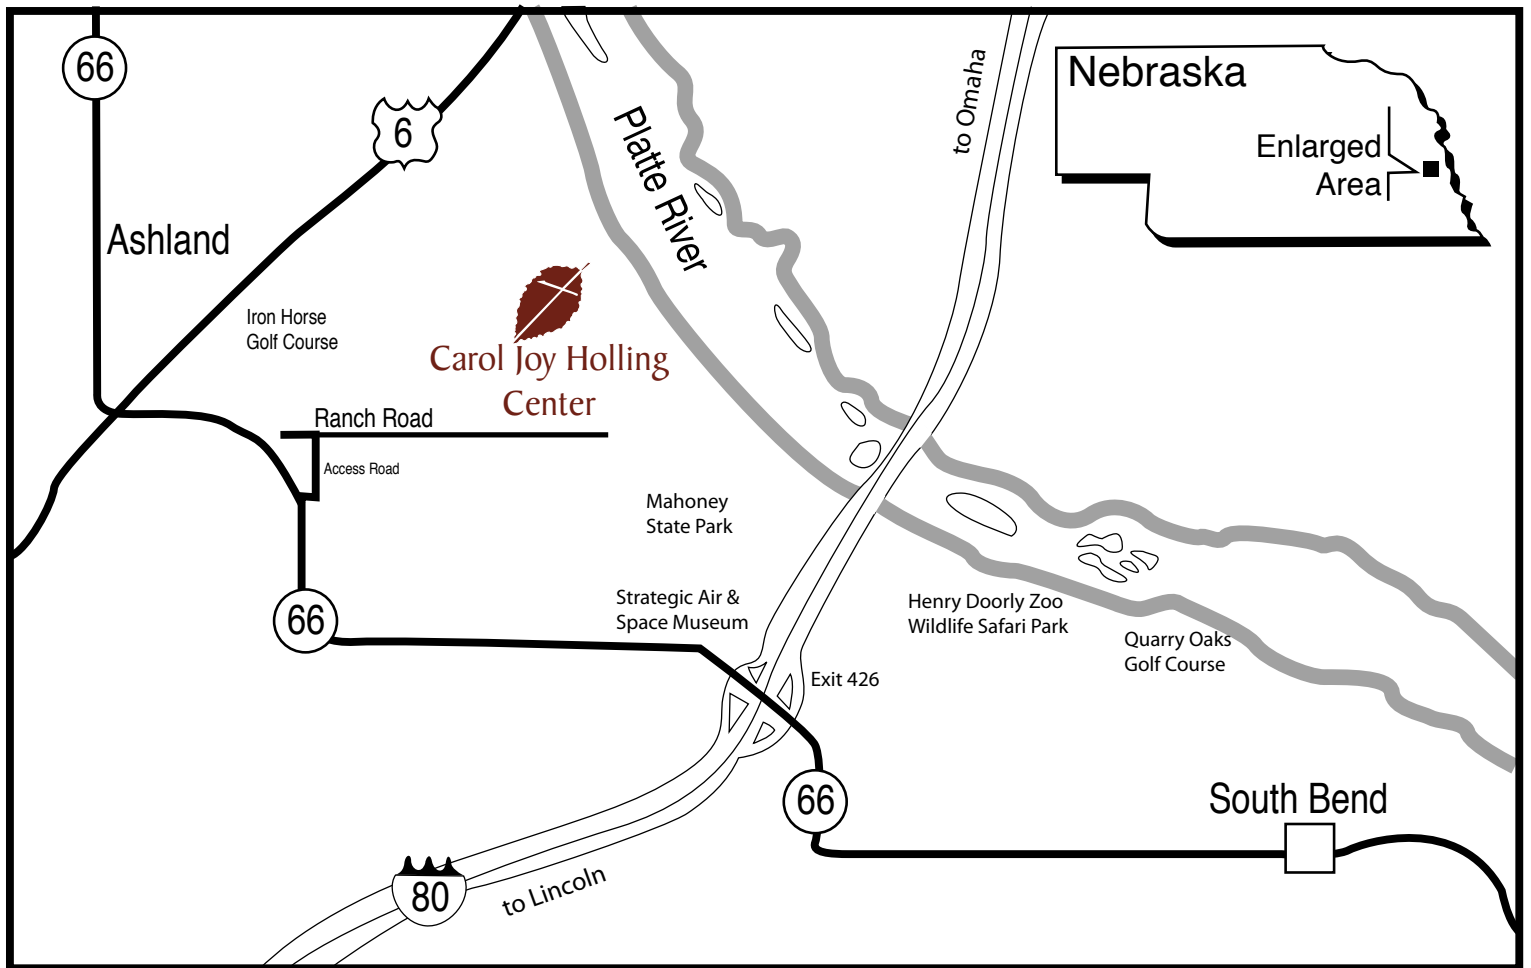 66
6
Ashland
Iron Horse
Golf Course
Platte River
to Omaha
Nebraska
Enlarged
Area
Carol Joy Holling
Center
Ranch Road
Access Road
Mahoney
State Park
Strategic Air &
Space Museum
66
Henry Doorly Zoo
Wildlife Safari Park
Quarry Oaks
Golf Course
Exit 426
66
South Bend
80
to Lincoln